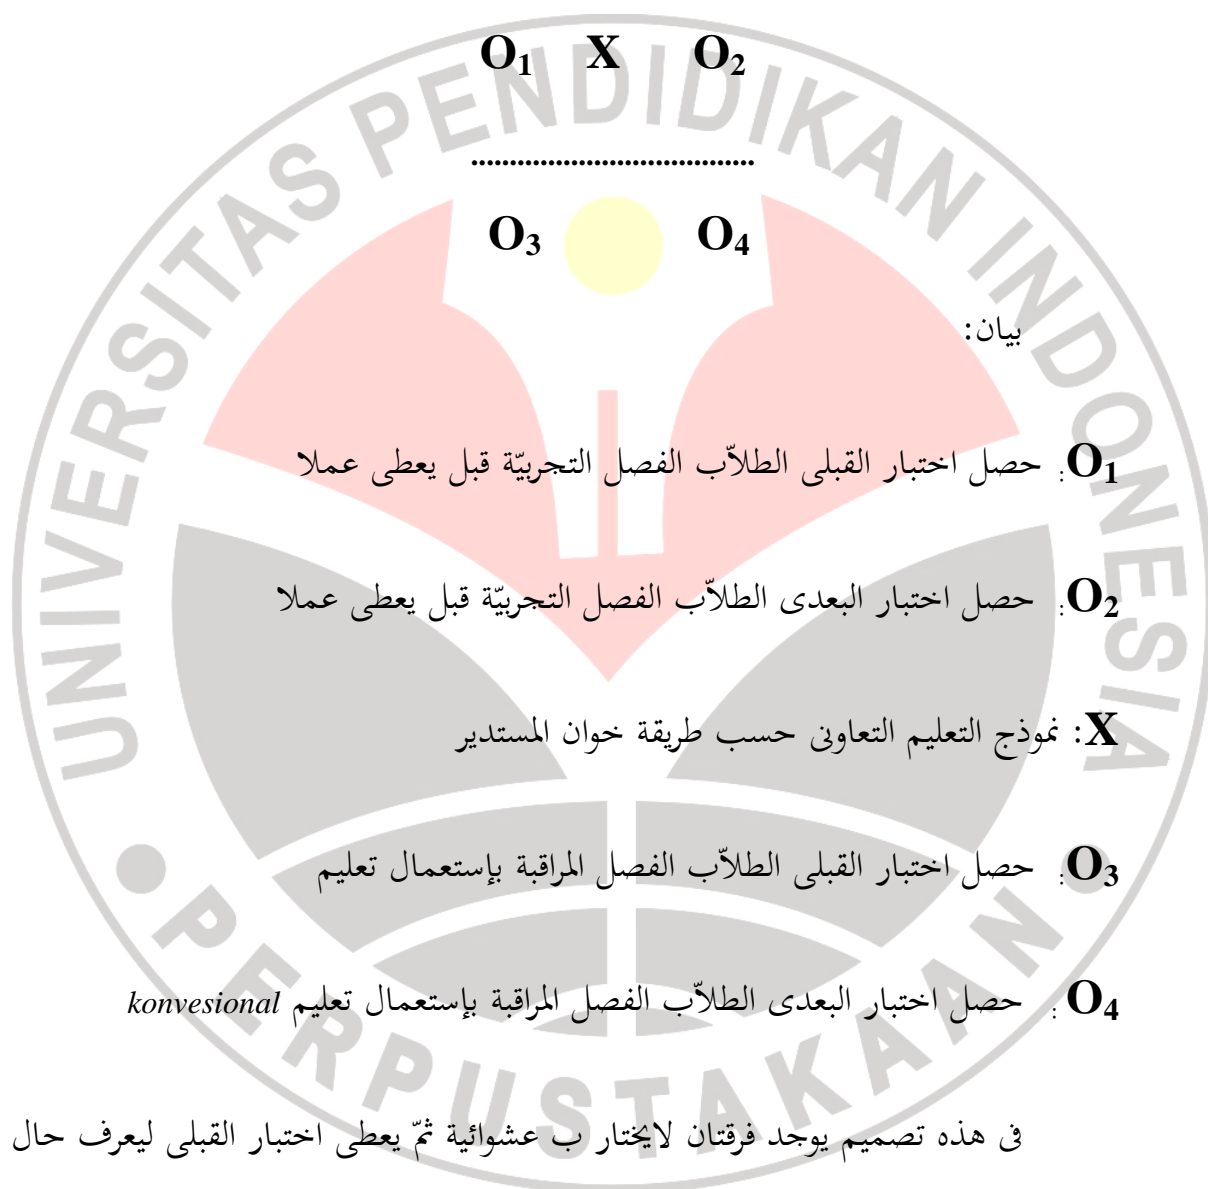 O₁ X O₂
.....................................
O₃ O₄
بيان:
O₁: حصل اختبار القبلى الطلاّب الفصل التجربيّة قبل يعطى عملا
O₂: حصل اختبار البعدى الطلاّب الفصل التجربيّة قبل يعطى عملا
X: نموذج التعليم التعاونى حسب طريقة خوان المستدير
O₃: حصل اختبار القبلى الطلاّب الفصل المراقبة بإستعمال تعليم
O₄: حصل اختبار البعدى الطلاّب الفصل المراقبة بإستعمال تعليم konvesional
فى هذه تصميم يوجد فرقتان لايختار ب عشوائية ثمّ يعطى اختبار القبلى ليعرف حال
UNIVERSITAS PENDIDIKAN INDONESIA
PERPUSTAKAAN